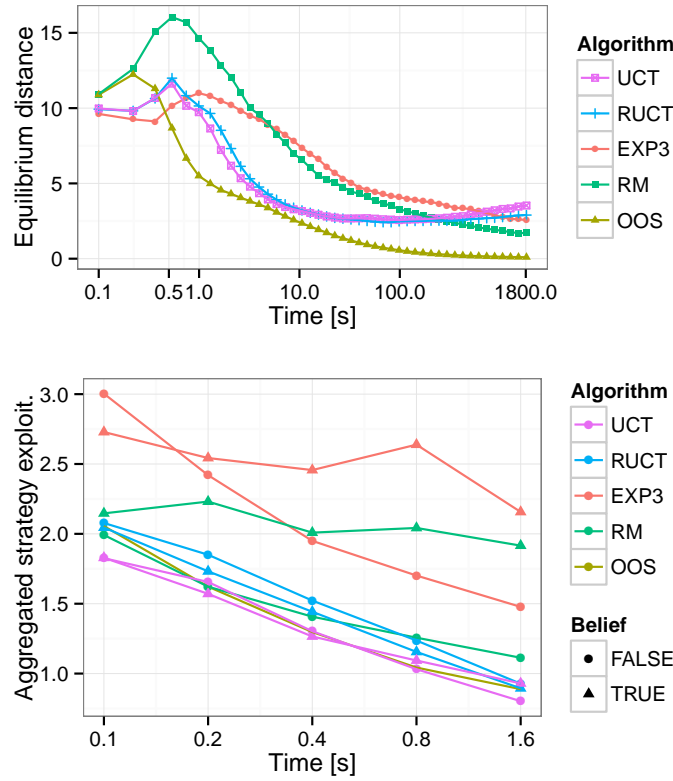 Equilibrium distance
15
10
5
0
0.1
0.5
1.0
10.0
100.0
1800.0
Time [s]
Algorithm
UCT
RUCT
EXP3
RM
OOS
Aggregated strategy exploit.
3.0
2.5
2.0
1.5
1.0
0.1
0.2
0.4
0.8
1.6
Time [s]
Algorithm
UCT
RUCT
EXP3
RM
OOS
Belief
FALSE
TRUE